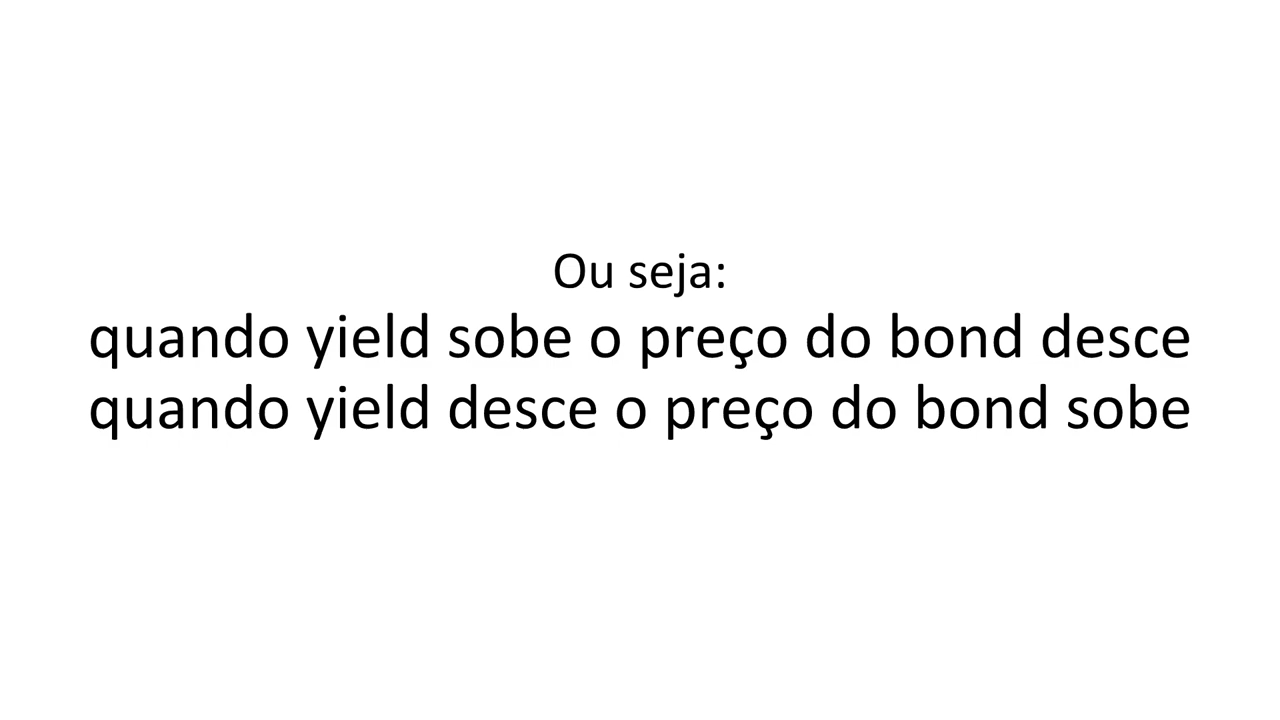 Ou seja:
quando yield sobe o preço do bond desce
quando yield desce o preço do bond sobe